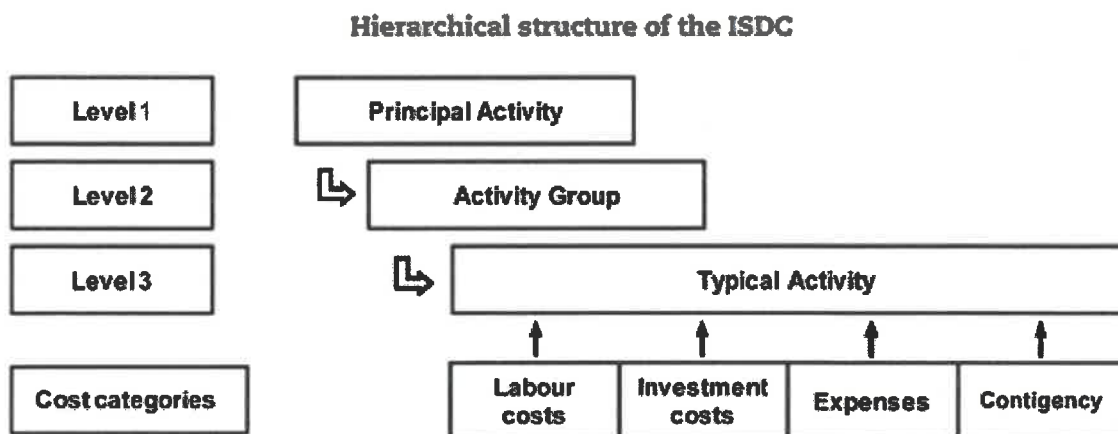 Hierarchical structure of the ISDC
Level 1
Principal Activity
Level 2
Activity Group
Level 3
Typical Activity
Cost categories
Labour
costs
Investment
costs
Expenses
Contigency